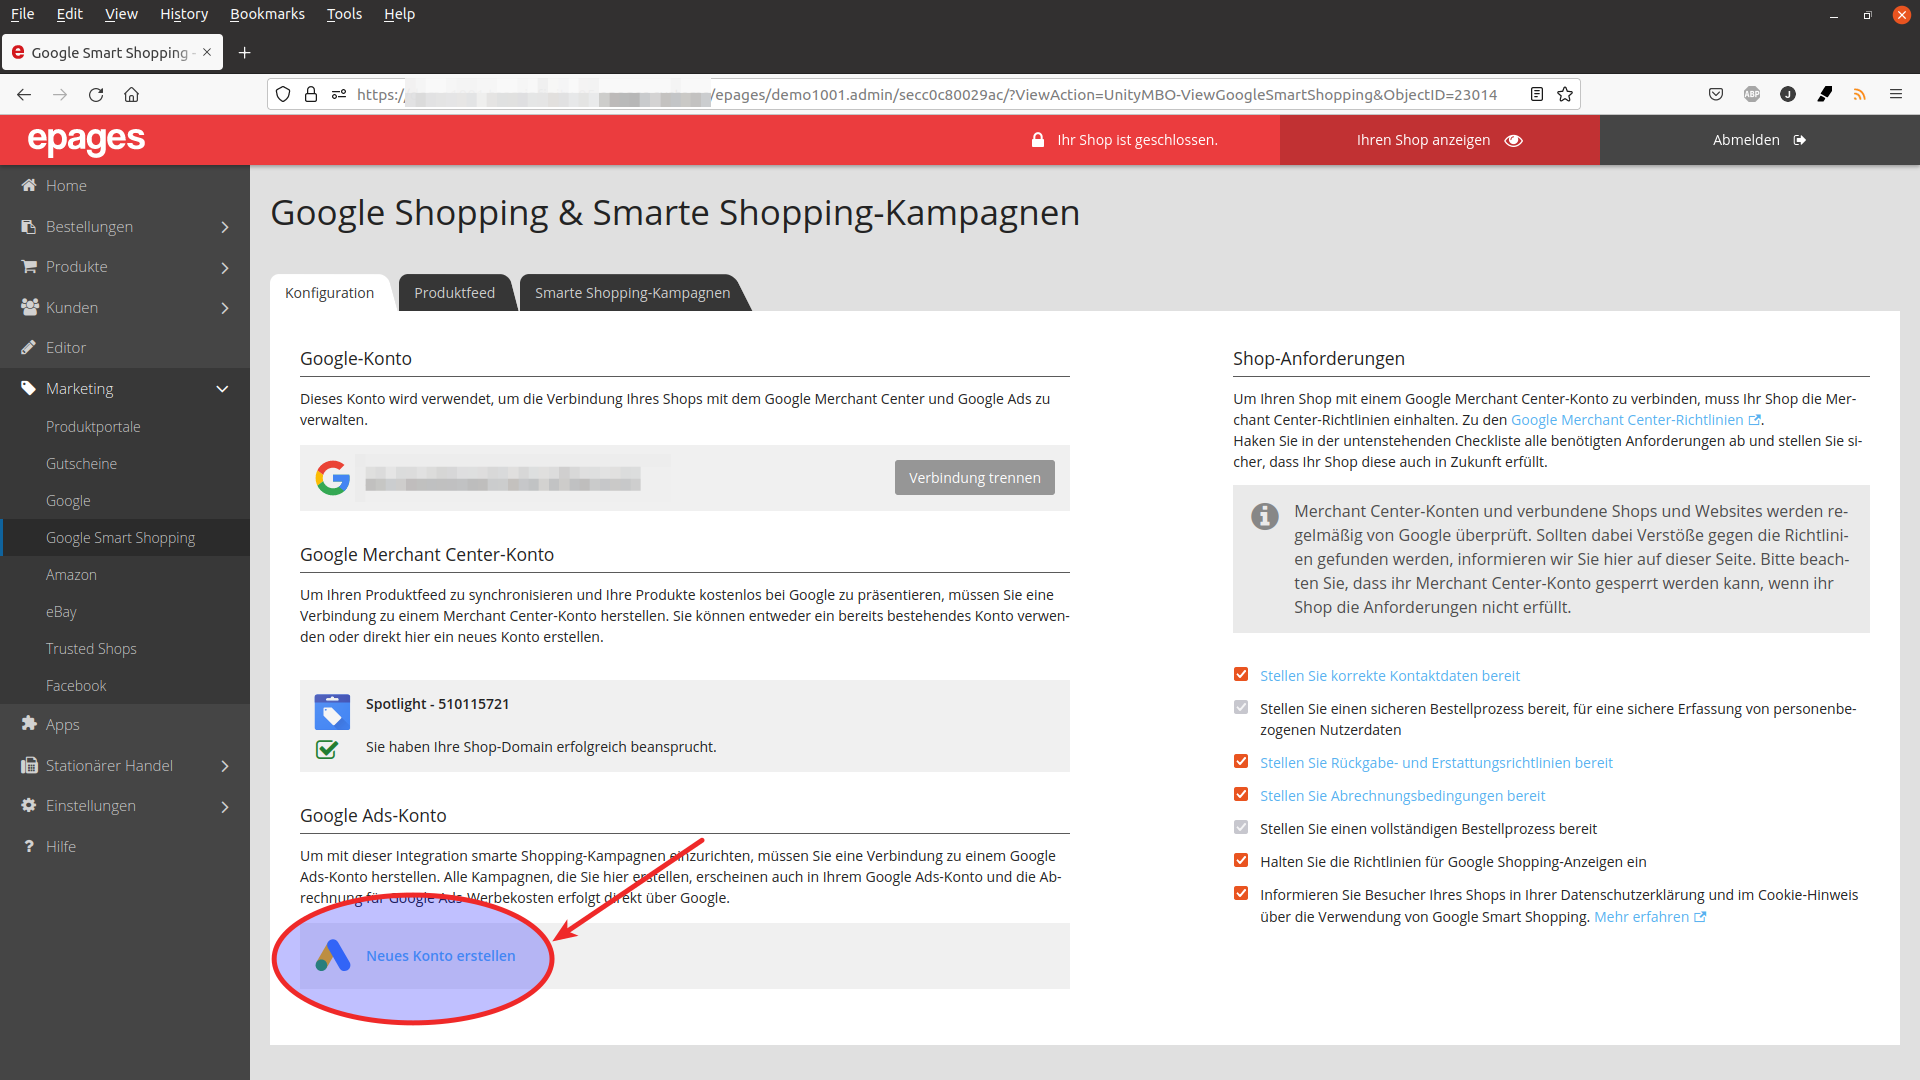 File Edit View History Bookmarks Tools Help
Google Smart Shopping -
https:// /epages/demo1001.admin/secc0c80029ac/?ViewAction=UnityMBO-ViewGoogleSmartShopping&ObjectID=23014
ABP
J
epages
Ihr Shop ist geschlossen.
Ihren Shop anzeigen
Abmelden
Home
Bestellungen
Produkte
Kunden
Editor
Marketing
Produktportale
Gutscheine
Google
Google Smart Shopping
Amazon
eBay
Trusted Shops
Facebook
Apps
Stationärer Handel
Einstellungen
Hilfe
Google Shopping & Smarte Shopping-Kampagnen
Konfiguration
Produktfeed
Smarte Shopping-Kampagnen
Google-Konto
Dieses Konto wird verwendet, um die Verbindung Ihres Shops mit dem Google Merchant Center und Google Ads zu
verwalten.
Verbindung trennen
Google Merchant Center-Konto
Um Ihren Produktfeed zu synchronisieren und Ihre Produkte kostenlos bei Google zu präsentieren, müssen Sie eine
Verbindung zu einem Merchant Center-Konto herstellen. Sie können entweder ein bereits bestehendes Konto verwen-
den oder direkt hier ein neues Konto erstellen.
Spotlight - 510115721
Sie haben Ihre Shop-Domain erfolgreich beansprucht.
Google Ads-Konto
Um mit dieser Integration smarte Shopping-Kampagnen einzurichten, müssen Sie eine Verbindung zu einem Google
Ads-Konto herstellen. Alle Kampagnen, die Sie hier erstellen, erscheinen auch in Ihrem Google Ads-Konto und die Ab-
rechnung für Google Ads-Werbekosten erfolgt direkt über Google.
Neues Konto erstellen
Shop-Anforderungen
Um Ihren Shop mit einem Google Merchant Center-Konto zu verbinden, muss Ihr Shop die Mer-
chant Center-Richtlinien einhalten. Zu den Google Merchant Center-Richtlinien.
Haken Sie in der untenstehenden Checkliste alle benötigten Anforderungen ab und stellen Sie si-
cher, dass Ihr Shop diese auch in Zukunft erfüllt.
Merchant Center-Konten und verbundene Shops und Websites werden re-
gelmäßig von Google überprüft. Sollten dabei Verstöße gegen die Richtlini-
en gefunden werden, informieren wir Sie hier auf dieser Seite. Bitte beach-
ten Sie, dass ihr Merchant Center-Konto gesperrt werden kann, wenn ihr
Shop die Anforderungen nicht erfüllt.
Stellen Sie korrekte Kontaktdaten bereit
Stellen Sie einen sicheren Bestellprozess bereit, für eine sichere Erfassung von personenbe-
zogenen Nutzerdaten
Stellen Sie Rückgabe- und Erstattungsrichtlinien bereit
Stellen Sie Abrechnungsbedingungen bereit
Stellen Sie einen vollständigen Bestellprozess bereit
Halten Sie die Richtlinien für Google Shopping-Anzeigen ein
Informieren Sie Besucher Ihres Shops in Ihrer Datenschutzerklärung und im Cookie-Hinweis
über die Verwendung von Google Smart Shopping. Mehr erfahren